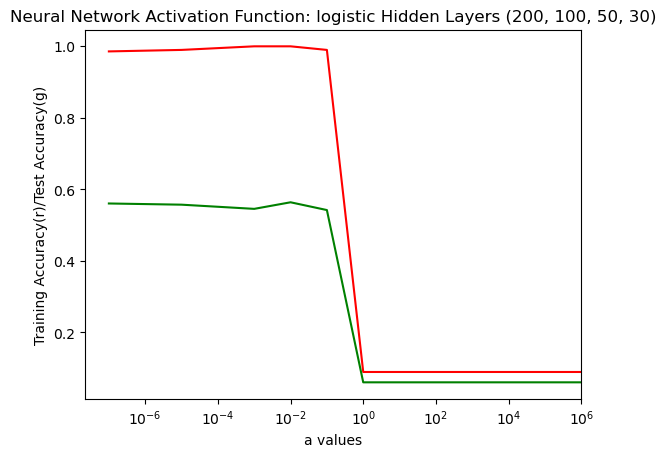 Neural Network Activation Function: logistic Hidden Layers (200, 100, 50, 30)
Training Accuracy(r)/Test Accuracy(g)
1.0
0.8
0.6
0.4
0.2
10⁻⁶ 10⁻⁴ 10⁻² 10⁰ 10² 10⁴ 10⁶
a values